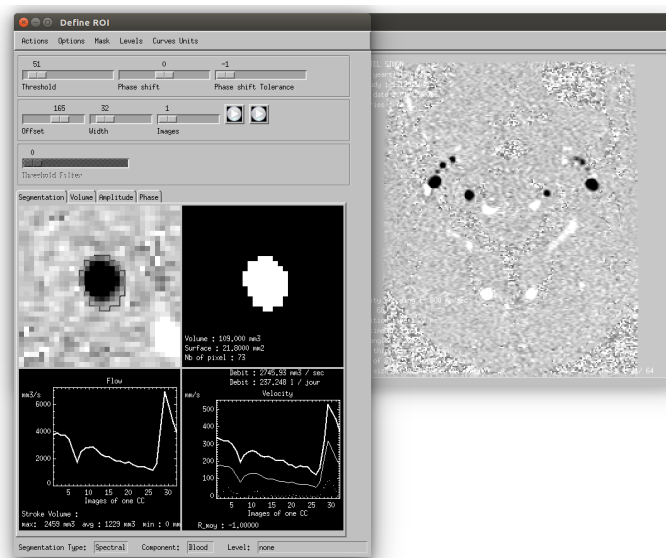 Define ROI
Actions Options Mask Levels Curves Units
51 0 -1
Threshold Phase shift Phase shift Tolerance
165 32 1
Offset Width Images
0
Threshold Filter
Segmentation Volume Amplitude Phase
Volume : 109,000 mm3
Surface : 21.8000 mm2
Nb of pixel : 73
Flow
mm3/s
6000
4000
2000
0
5 10 15 20 25 30
Images of one CC
Stroke Volume :
max: 2459 mm3 avg : 1229 mm3 min : 0 mm
Debit : 2745.93 mm3 / sec
Debit : 237.248 l / jour
Velocity
mm/s
500
400
300
200
100
0
5 10 15 20 25 30
Images of one CC
R_moy : -1.00000
Segmentation Type: Spectral Component: Blood Level: none
/ 64